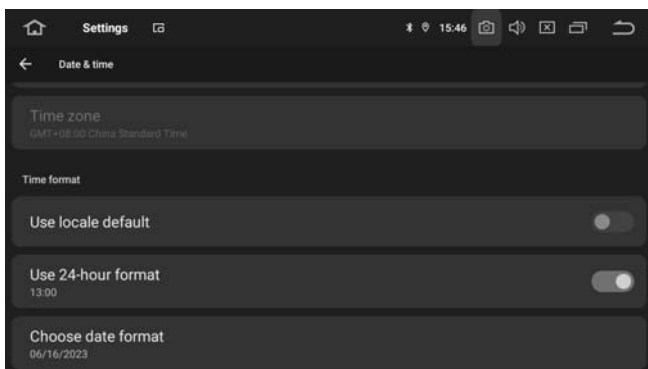 Settings 15:46
Date & time
Time zone
GMT+08:00 China Standard Time
Time format
Use locale default
Use 24-hour format
13:00
Choose date format
06/16/2023